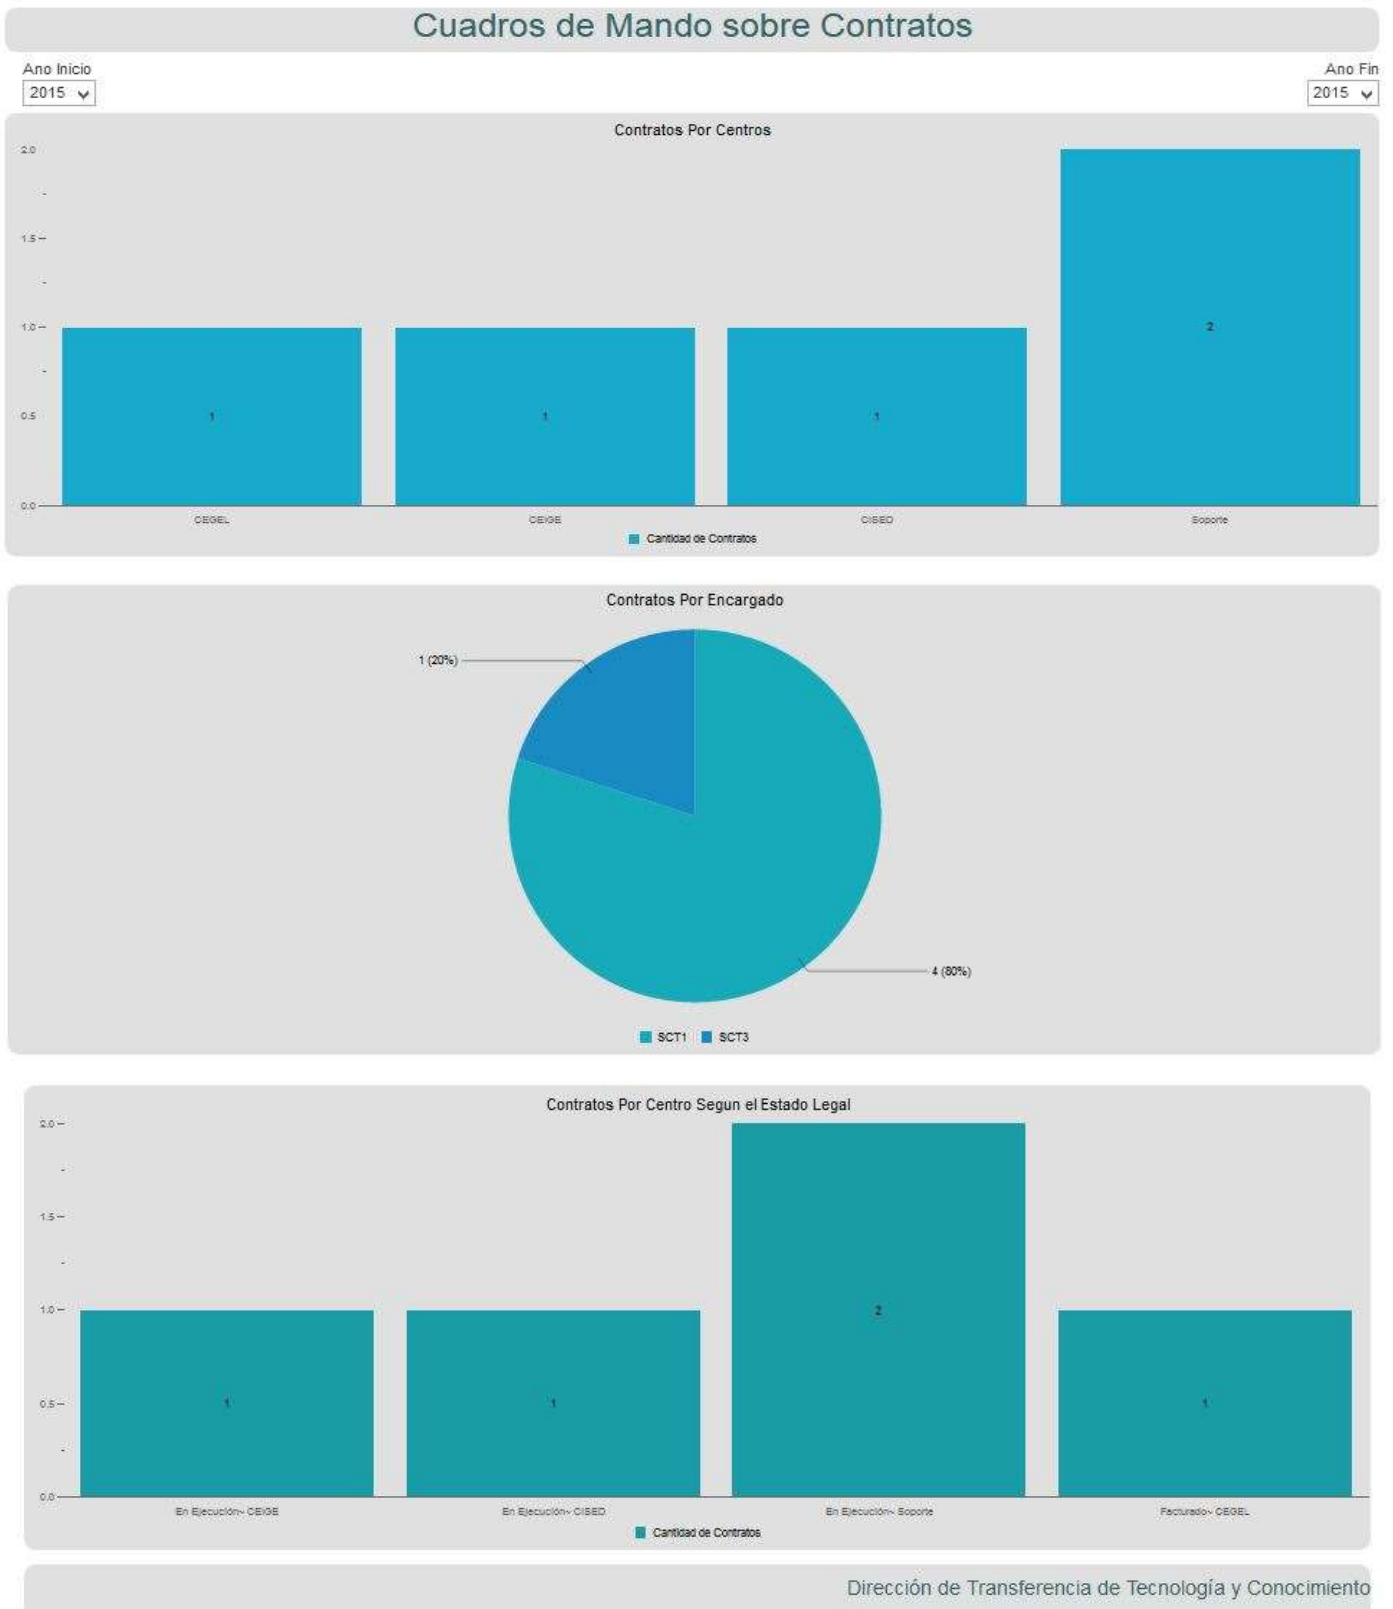 Cuadros de Mando sobre Contratos
Ano Inicio
Ano Fin
2015
2015
Contratos Por Centros
2.0
1.5
1.0
0.5
0.0
1
1
1
2
CEGEL
CEIGE
CISED
Soporte
Cantidad de Contratos
Contratos Por Encargado
1 (20%)
4 (80%)
SCT1
SCT3
Contratos Por Centro Segun el Estado Legal
2.0
1.5
1.0
0.5
0.0
1
1
2
1
En Ejecución~ CEIGE
En Ejecución~ CISED
En Ejecución~ Soporte
Facturado~ CEGEL
Cantidad de Contratos
Dirección de Transferencia de Tecnología y Conocimiento